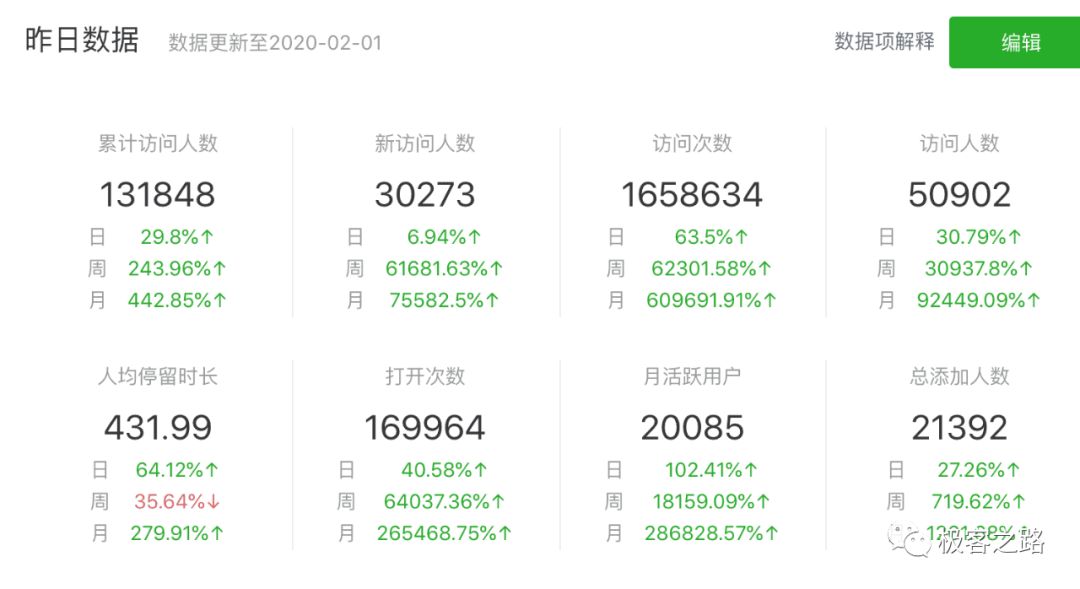 昨日数据 数据更新至2020-02-01 数据项解释 编辑
累计访问人数 新访问人数 访问次数 访问人数
131848 30273 1658634 50902
日 29.8%↑ 日 6.94%↑ 日 63.5%↑ 日 30.79%↑
周 243.96%↑ 周 61681.63%↑ 周 62301.58%↑ 周 30937.8%↑
月 442.85%↑ 月 75582.5%↑ 月 609691.91%↑ 月 92449.09%↑
人均停留时长 打开次数 月活跃用户 总添加人数
431.99 169964 20085 21392
日 64.12%↑ 日 40.58%↑ 日 102.41%↑ 日 27.26%↑
周 35.64%↓ 周 64037.36%↑ 周 18159.09%↑ 周 719.62%↑
月 279.91%↑ 月 265468.75%↑ 月 286828.57%↑
极客之路